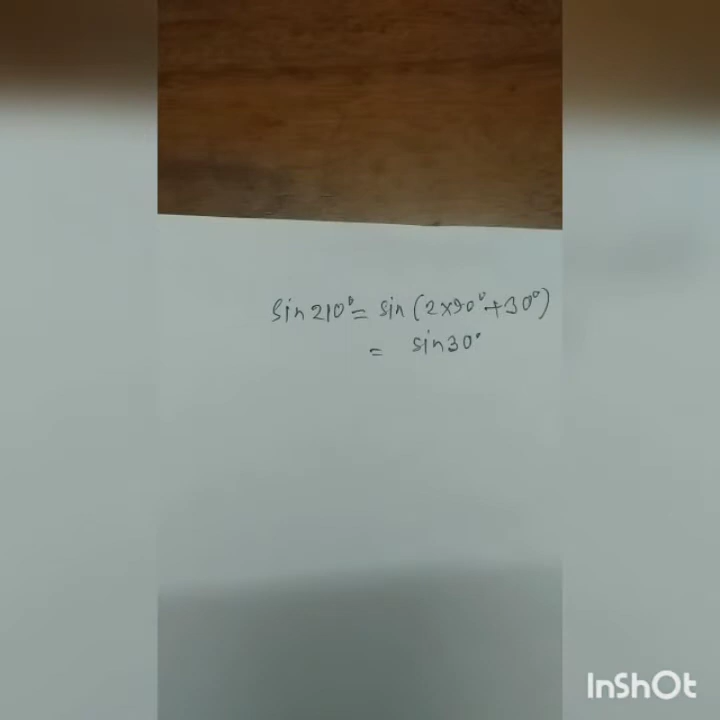 sin 210° = sin (2×90° + 30°)
= sin 30°
InShOt